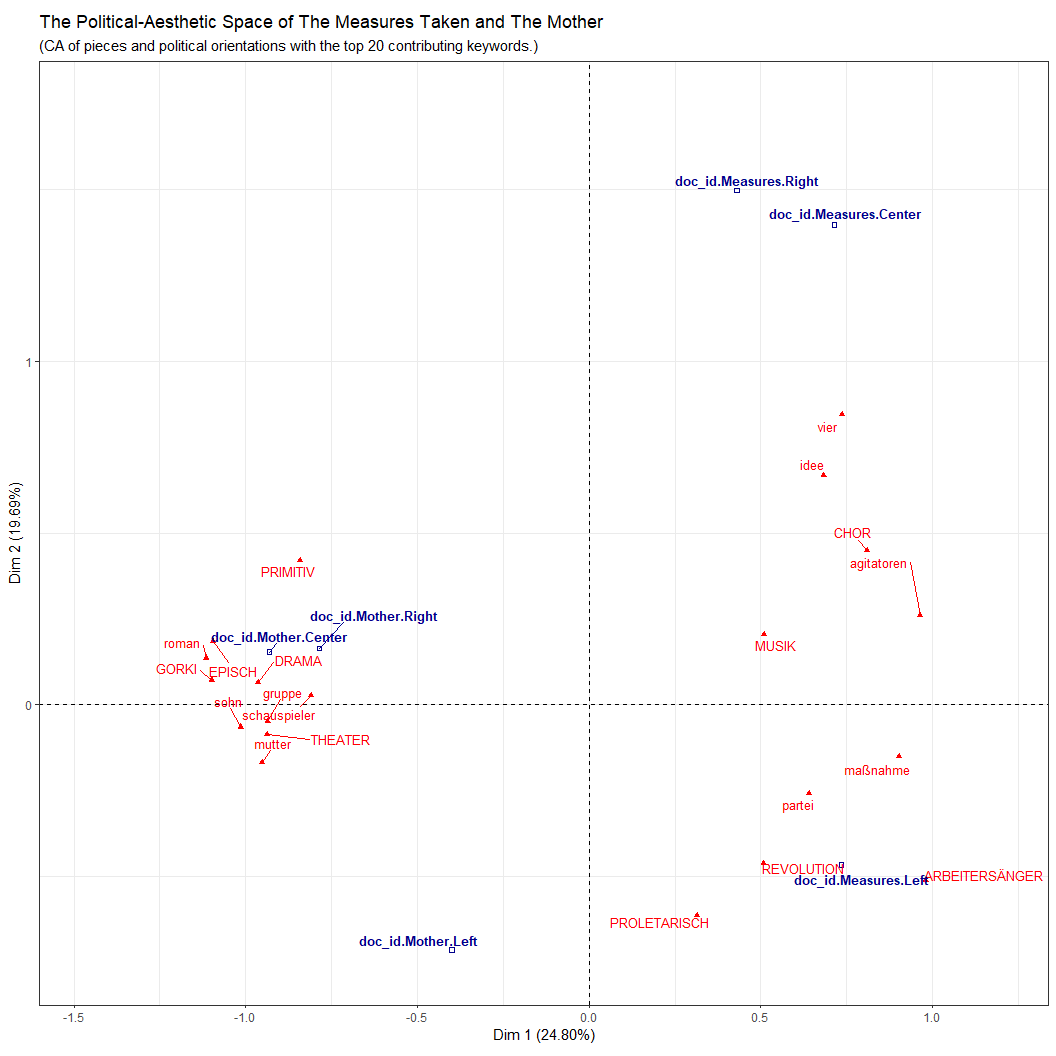 The Political-Aesthetic Space of The Measures Taken and The Mother
(CA of pieces and political orientations with the top 20 contributing keywords.)
doc_id.Measures.Right
doc_id.Measures.Center
1
vier
idee
CHOR
agitatoren
PRIMITIV
doc_id.Mother.Right
doc_id.Mother.Center
roman
MUSIK
DRAMA
GORKI
EPISCH
gruppe
sohn
0
schauspieler
THEATER
mutter
maßnahme
partei
REVOLUTION
ARBEITERSÄNGER
doc_id.Measures.Left
PROLETARISCH
doc_id.Mother.Left
-1.5
-1.0
-0.5
0.0
0.5
1.0
Dim 1 (24.80%)
Dim 2 (19.69%)